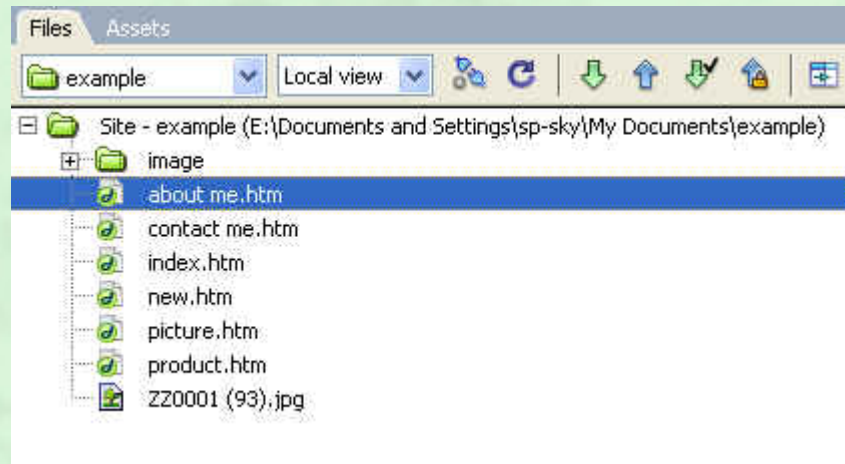 Files Assets
example Local view
Site - example (E:\Documents and Settings\sp-sky\My Documents\example)
image
about me.htm
contact me.htm
index.htm
new.htm
picture.htm
product.htm
ZZ0001 (93).jpg